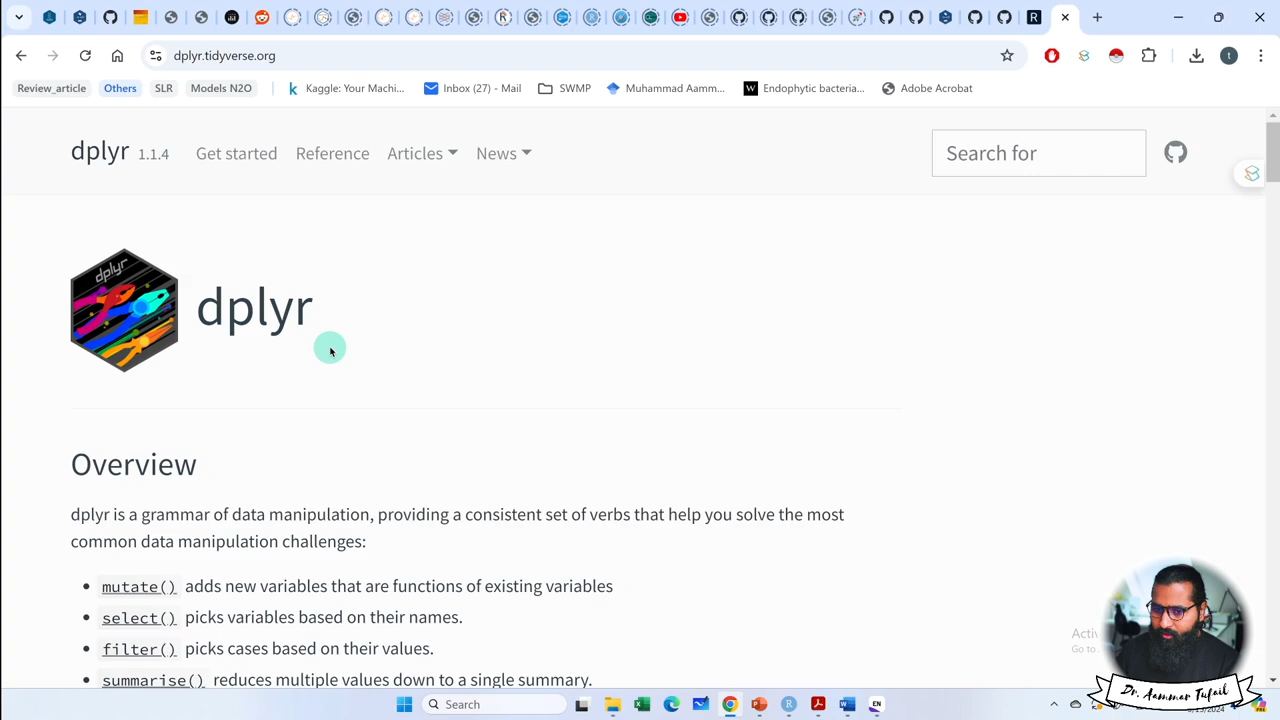 dplyr.tidyverse.org
t
Review_article
Others
SLR
Models N2O
Kaggle: Your Machi...
Inbox (27) - Mail
SWMP
Muhammad Aamm...
W
Endophytic bacteria...
Adobe Acrobat
dplyr 1.1.4
Get started
Reference
Articles
News
Search for
dplyr
dplyr
Overview
dplyr is a grammar of data manipulation, providing a consistent set of verbs that help you solve the most
common data manipulation challenges:
mutate() adds new variables that are functions of existing variables
select() picks variables based on their names.
filter() picks cases based on their values.
summarise() reduces multiple values down to a single summary.
Go to
Dr. Aammar Tufail
Search
EN